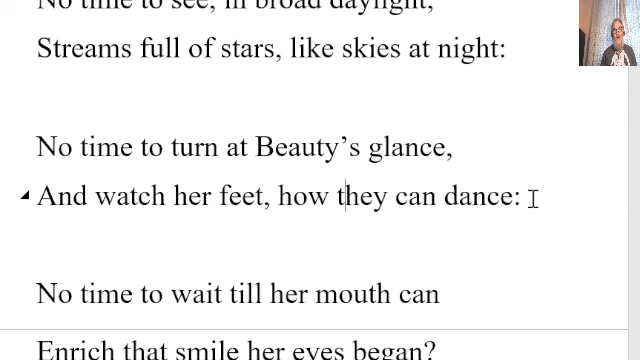 No time to see, in broad daylight,
Streams full of stars, like skies at night:
No time to turn at Beauty’s glance,
And watch her feet, how they can dance:
No time to wait till her mouth can
Enrich that smile her eyes began?